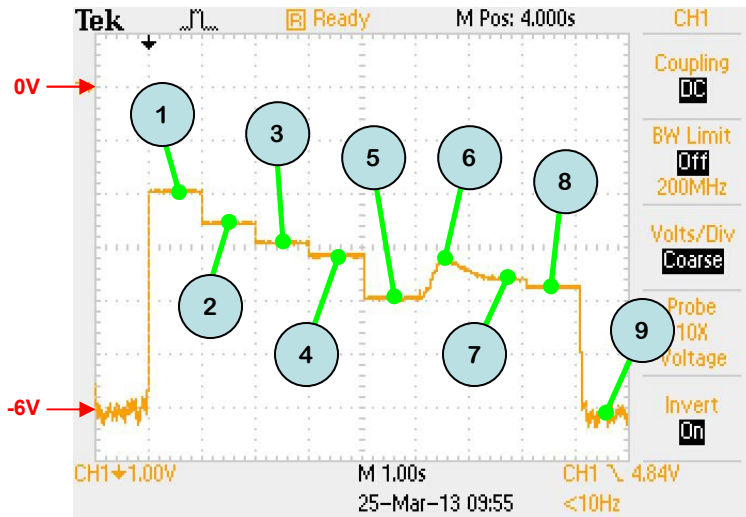 Tek R Ready M Pos: 4.000s CH1
Coupling
DC
BW Limit
Off
200MHz
Volts/Div
Coarse
Probe
10X
Voltage
Invert
On
0V
-6V
1
2
3
4
5
6
7
8
9
CH1 1.00V M 1.00s CH1 4.84V
25-Mar-13 09:55 <10Hz